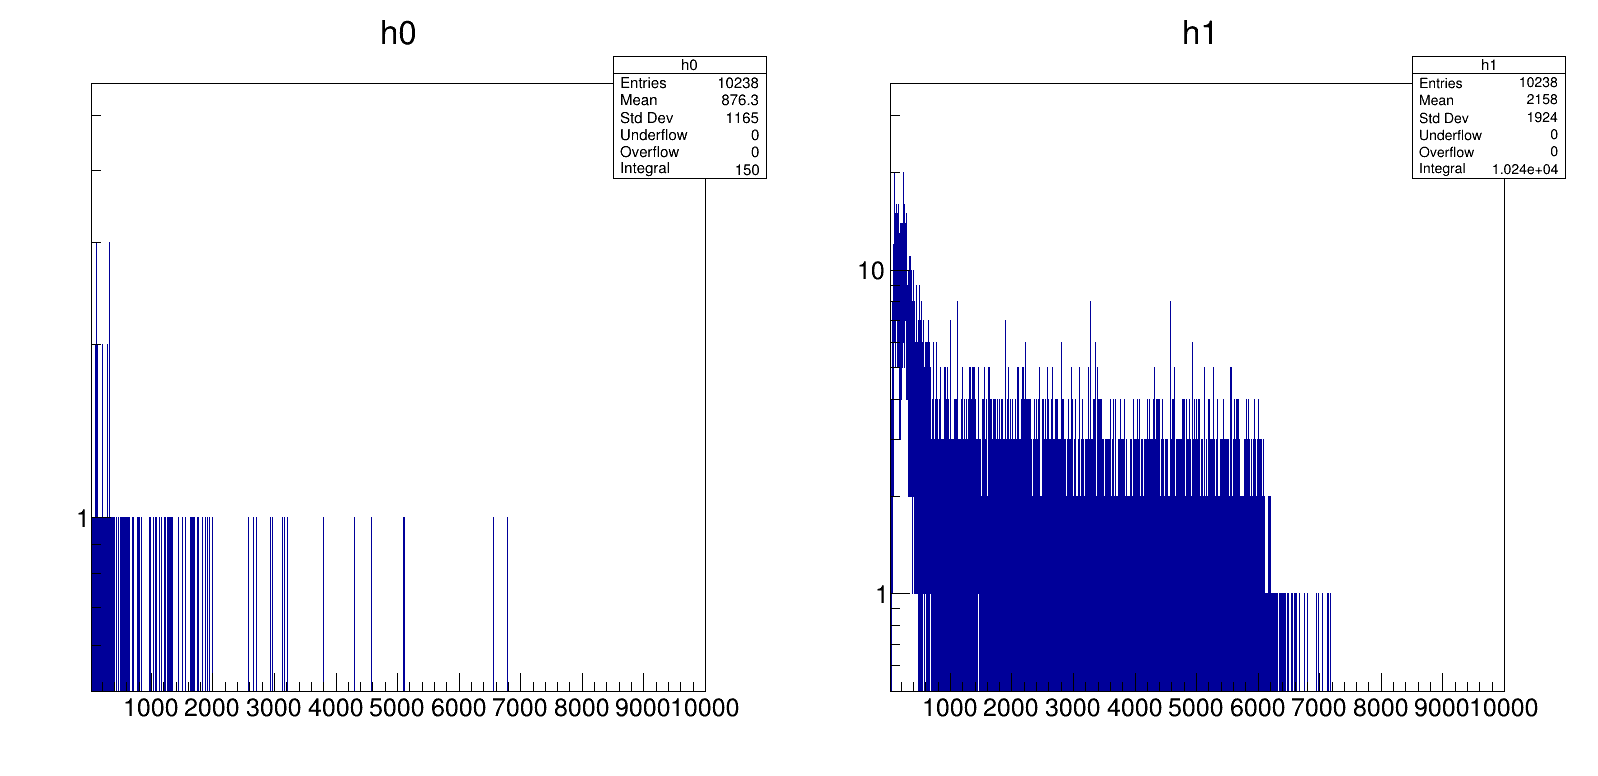 h0
h0
Entries 10238
Mean 876.3
Std Dev 1165
Underflow 0
Overflow 0
Integral 150
1
1000 2000 3000 4000 5000 6000 7000 8000 900010000
h1
h1
Entries 10238
Mean 2158
Std Dev 1924
Underflow 0
Overflow 0
Integral 1.024e+04
10
1
1000 2000 3000 4000 5000 6000 7000 8000 900010000